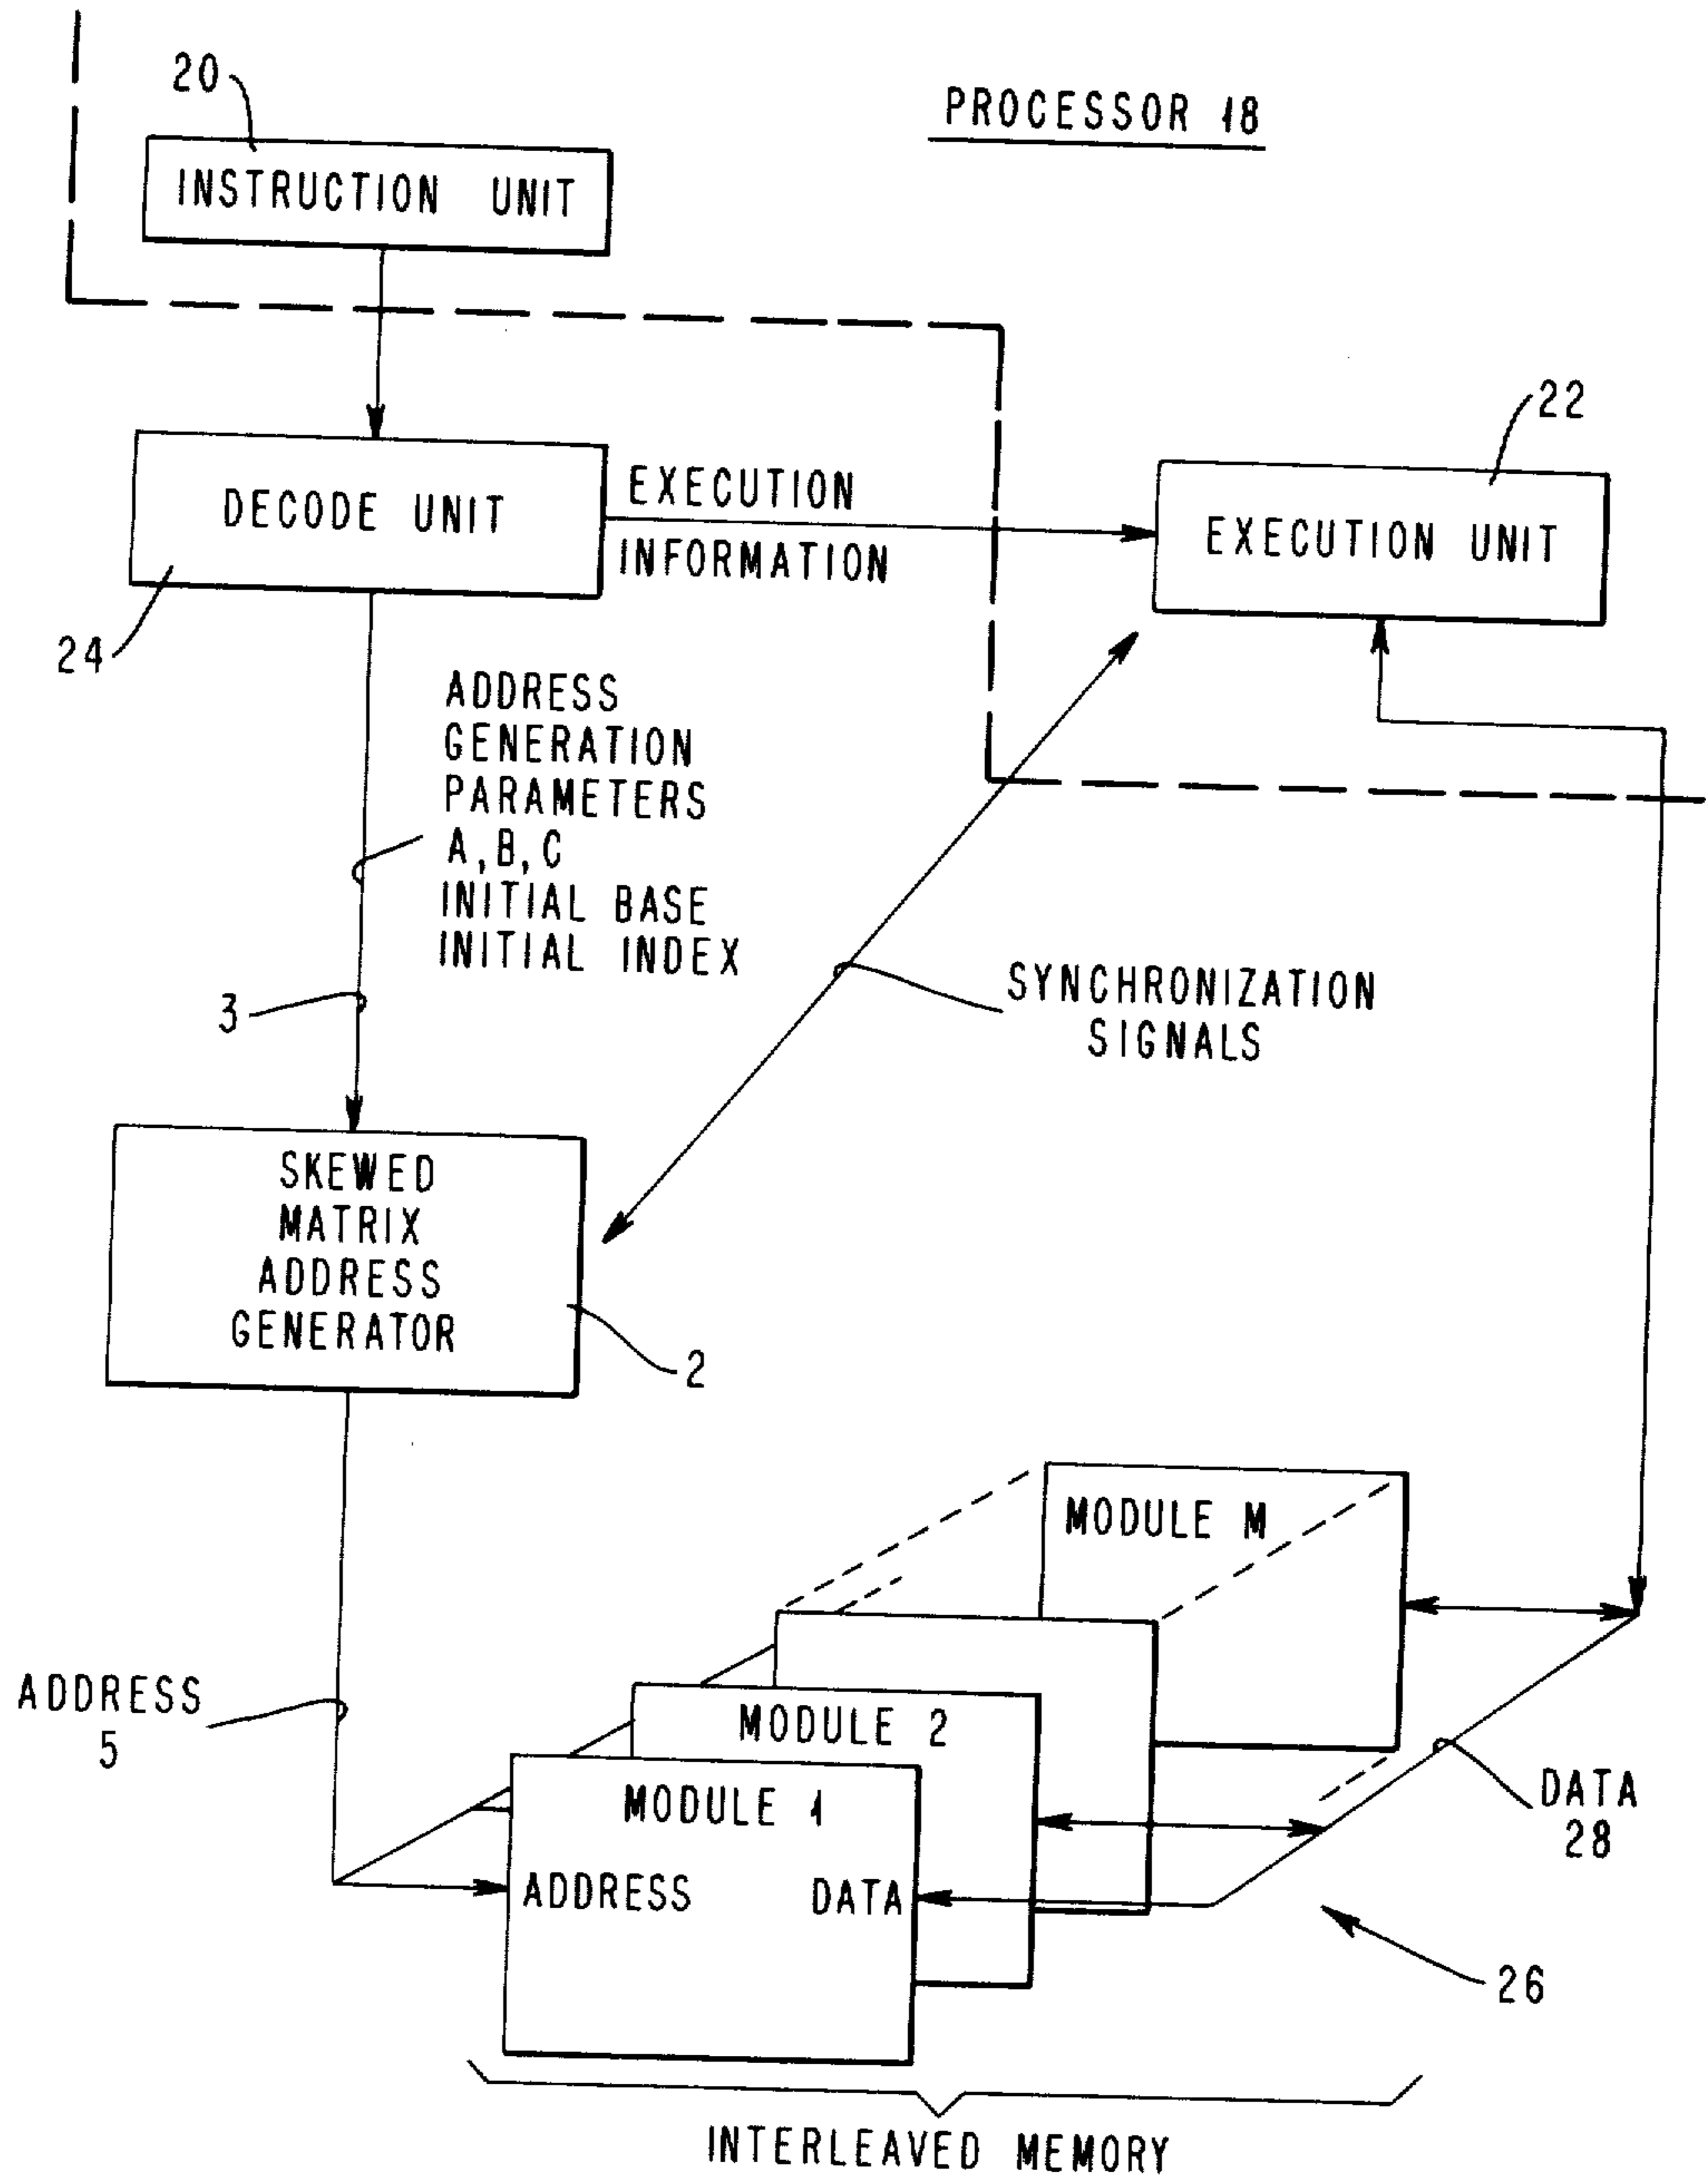 20
PROCESSOR 18
INSTRUCTION UNIT
22
DECODE UNIT
EXECUTION
INFORMATION
EXECUTION UNIT
24
ADDRESS
GENERATION
PARAMETERS
A, B, C
INITIAL BASE
INITIAL INDEX
3
SYNCHRONIZATION
SIGNALS
SKEWED
MATRIX
ADDRESS
GENERATOR
2
MODULE M
ADDRESS
5
MODULE 2
MODULE 1
DATA
28
ADDRESS DATA
26
INTERLEAVED MEMORY